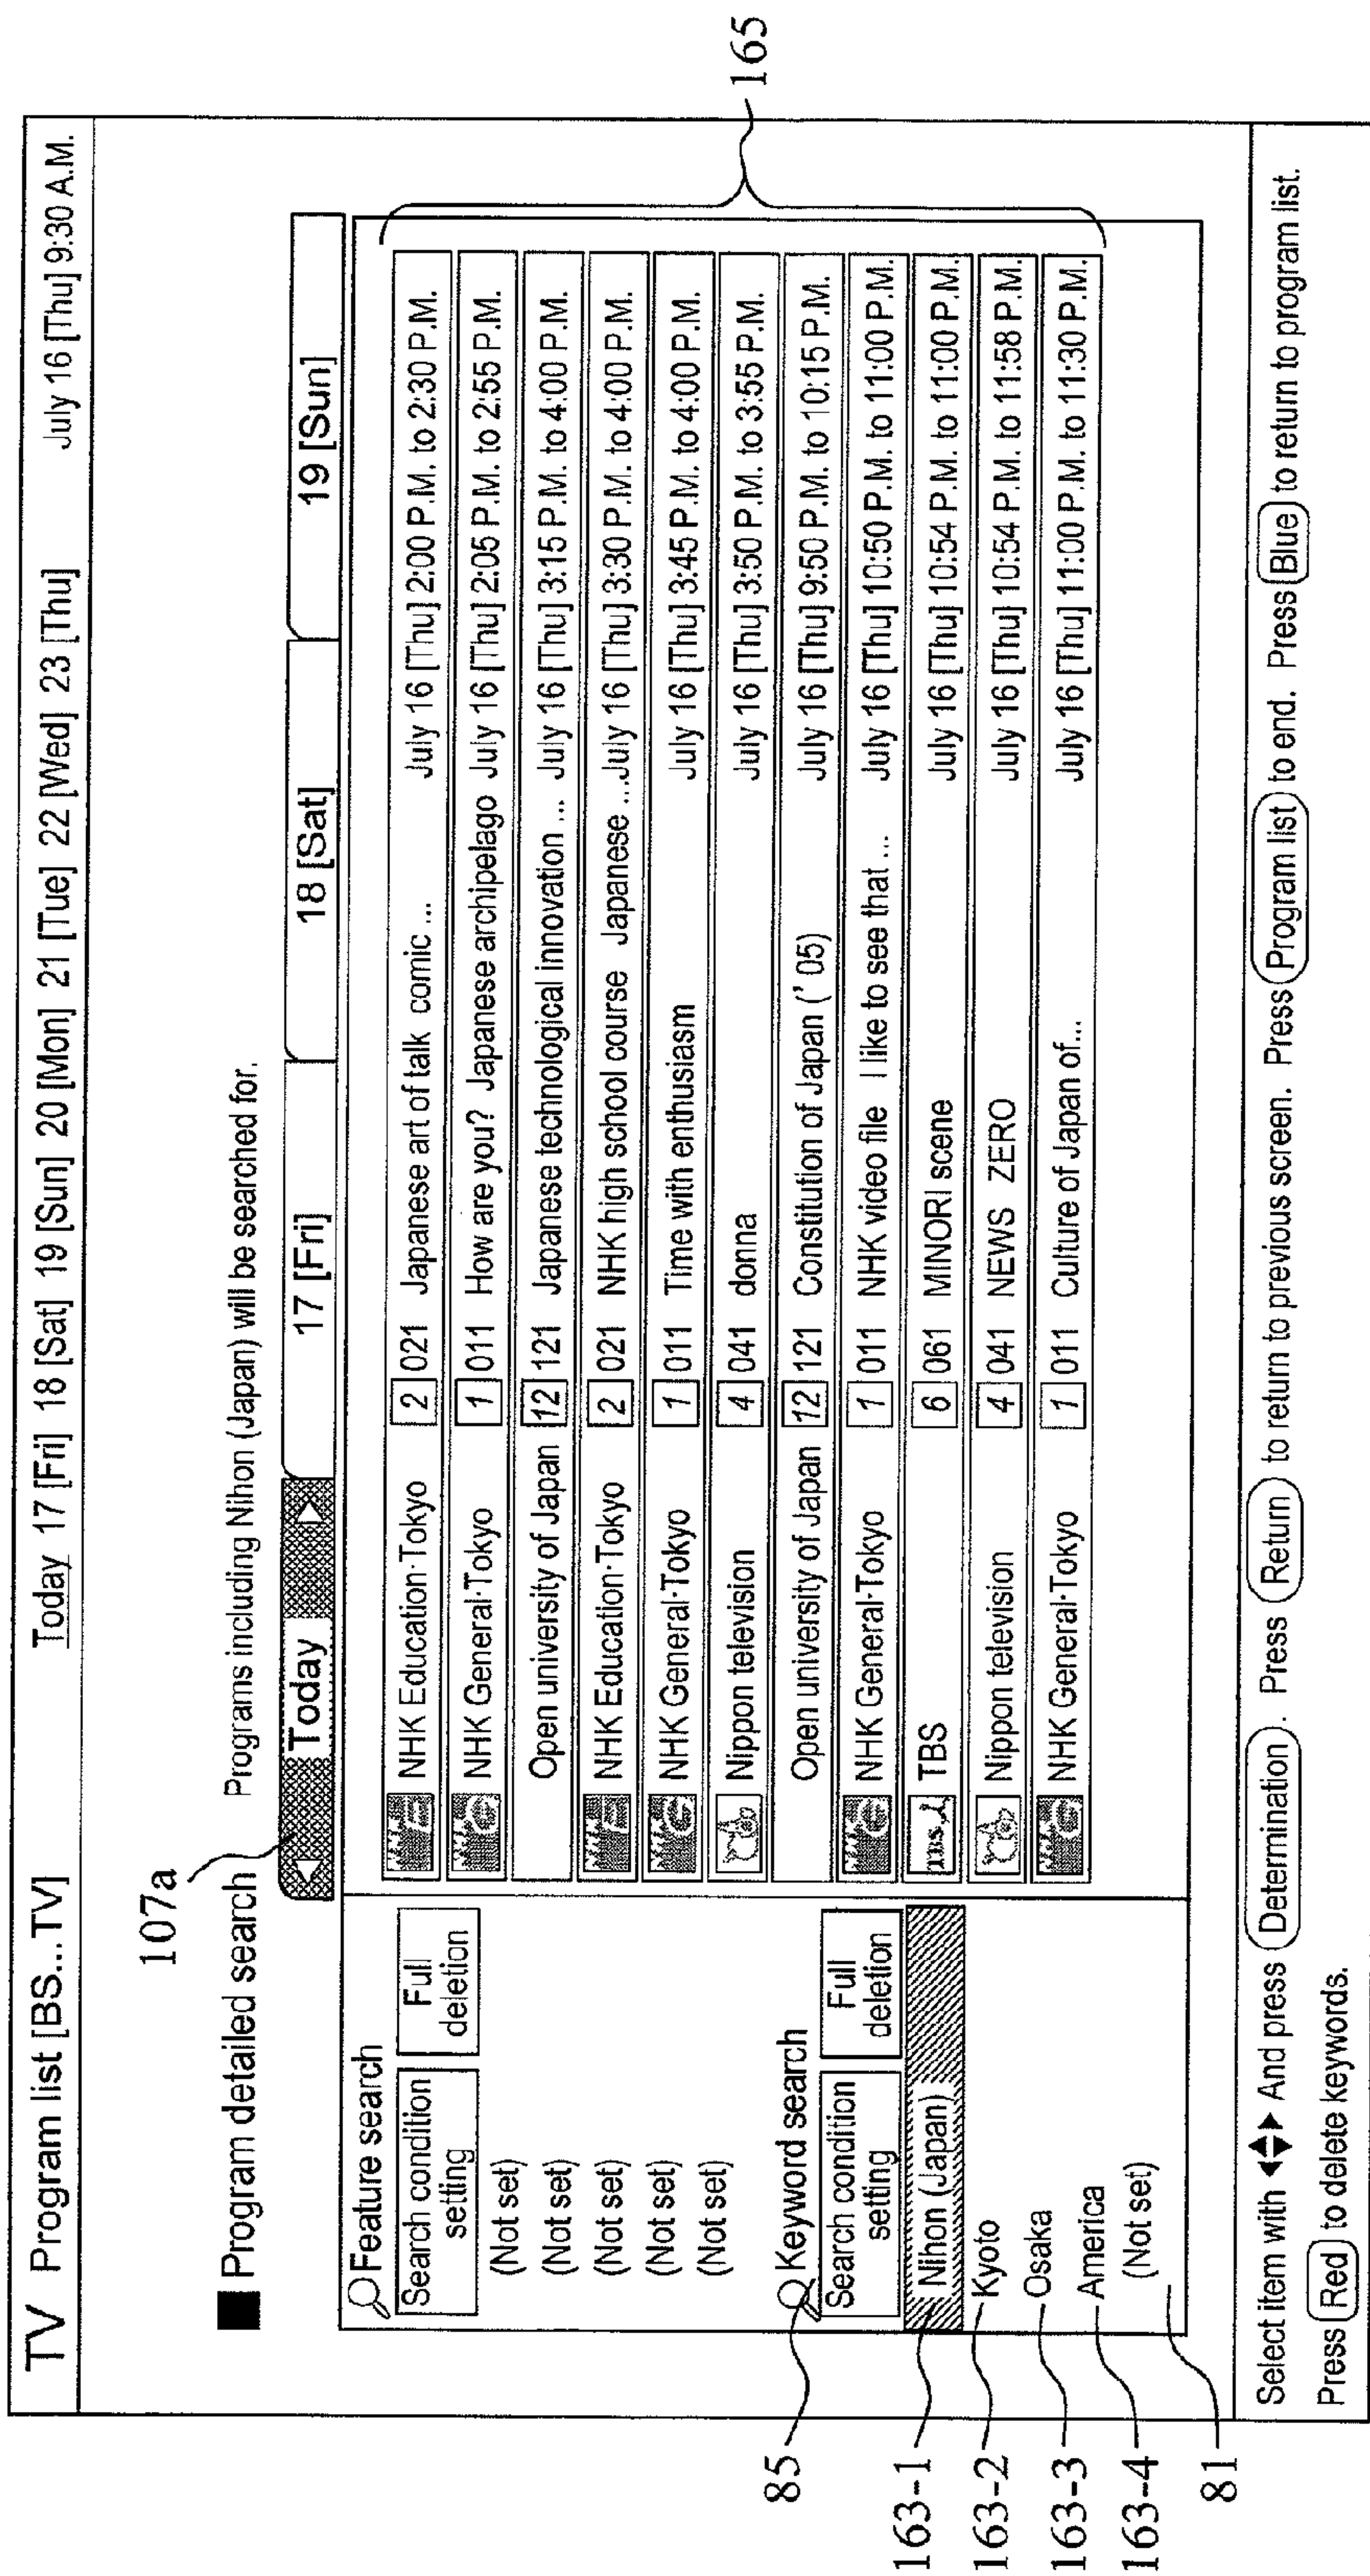 TV Program list [BS...TV] Today 17 [Fri] 18 [Sat] 19 [Sun] 20 [Mon] 21 [Tue] 22 [Wed] 23 [Thu] July 16 [Thu] 9:30 A.M.
107a
■ Program detailed search Programs including Nihon (Japan) will be searched for.
Today 17 [Fri] 18 [Sat] 19 [Sun]
Feature search
Search condition setting
Full deletion
(Not set)
(Not set)
(Not set)
(Not set)
(Not set)
85
Keyword search
Search condition setting
Full deletion
163-1 Nihon (Japan)
163-2 Kyoto
163-3 Osaka
163-4 America
(Not set)
81
NHK Education·Tokyo 2 021 Japanese art of talk comic ... July 16 [Thu] 2:00 P.M. to 2:30 P.M.
NHK General·Tokyo 1 011 How are you? Japanese archipelago July 16 [Thu] 2:05 P.M. to 2:55 P.M.
Open university of Japan 12 121 Japanese technological innovation ... July 16 [Thu] 3:15 P.M. to 4:00 P.M.
NHK Education·Tokyo 2 021 NHK high school course Japanese ...July 16 [Thu] 3:30 P.M. to 4:00 P.M.
NHK General·Tokyo 1 011 Time with enthusiasm July 16 [Thu] 3:45 P.M. to 4:00 P.M.
Nippon television 4 041 donna July 16 [Thu] 3:50 P.M. to 3:55 P.M.
Open university of Japan 12 121 Constitution of Japan (’ 05) July 16 [Thu] 9:50 P.M. to 10:15 P.M.
NHK General·Tokyo 1 011 NHK video file I like to see that ... July 16 [Thu] 10:50 P.M. to 11:00 P.M.
TBS 6 061 MINORI scene July 16 [Thu] 10:54 P.M. to 11:00 P.M.
Nippon television 4 041 NEWS ZERO July 16 [Thu] 10:54 P.M. to 11:58 P.M.
NHK General·Tokyo 1 011 Culture of Japan of... July 16 [Thu] 11:00 P.M. to 11:30 P.M.
165
Select item with ◀▲▼▶ And press Determination. Press Return to return to previous screen. Press Program list to end. Press Blue to return to program list.
Press Red to delete keywords.